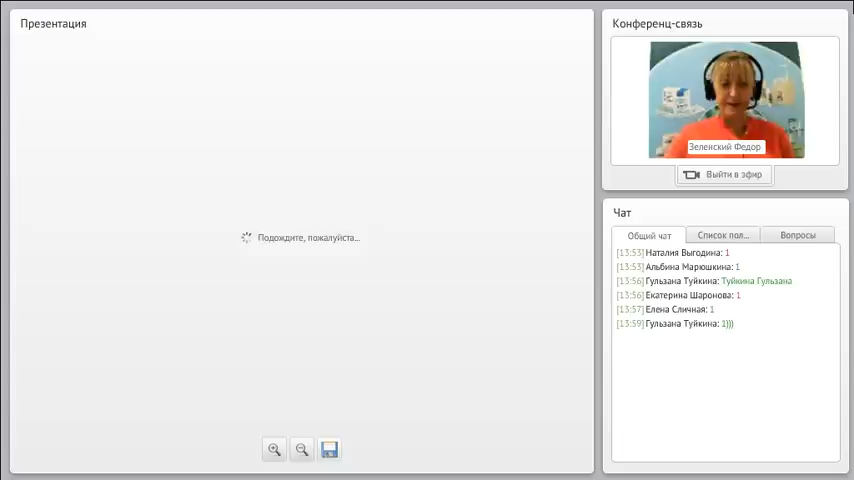 Презентация
Подождите, пожалуйста...
Конференц-связь
Зеленский Федор
Выйти в эфир
Чат
Общий чат
Список пол...
Вопросы
[13:53] Наталия Выгодина: 1
[13:53] Альбина Марюшкина: 1
[13:56] Гульзана Туйкина: Туйкина Гульзана
[13:56] Екатерина Шаронова: 1
[13:57] Елена Сличная: 1
[13:59] Гульзана Туйкина: 1)))